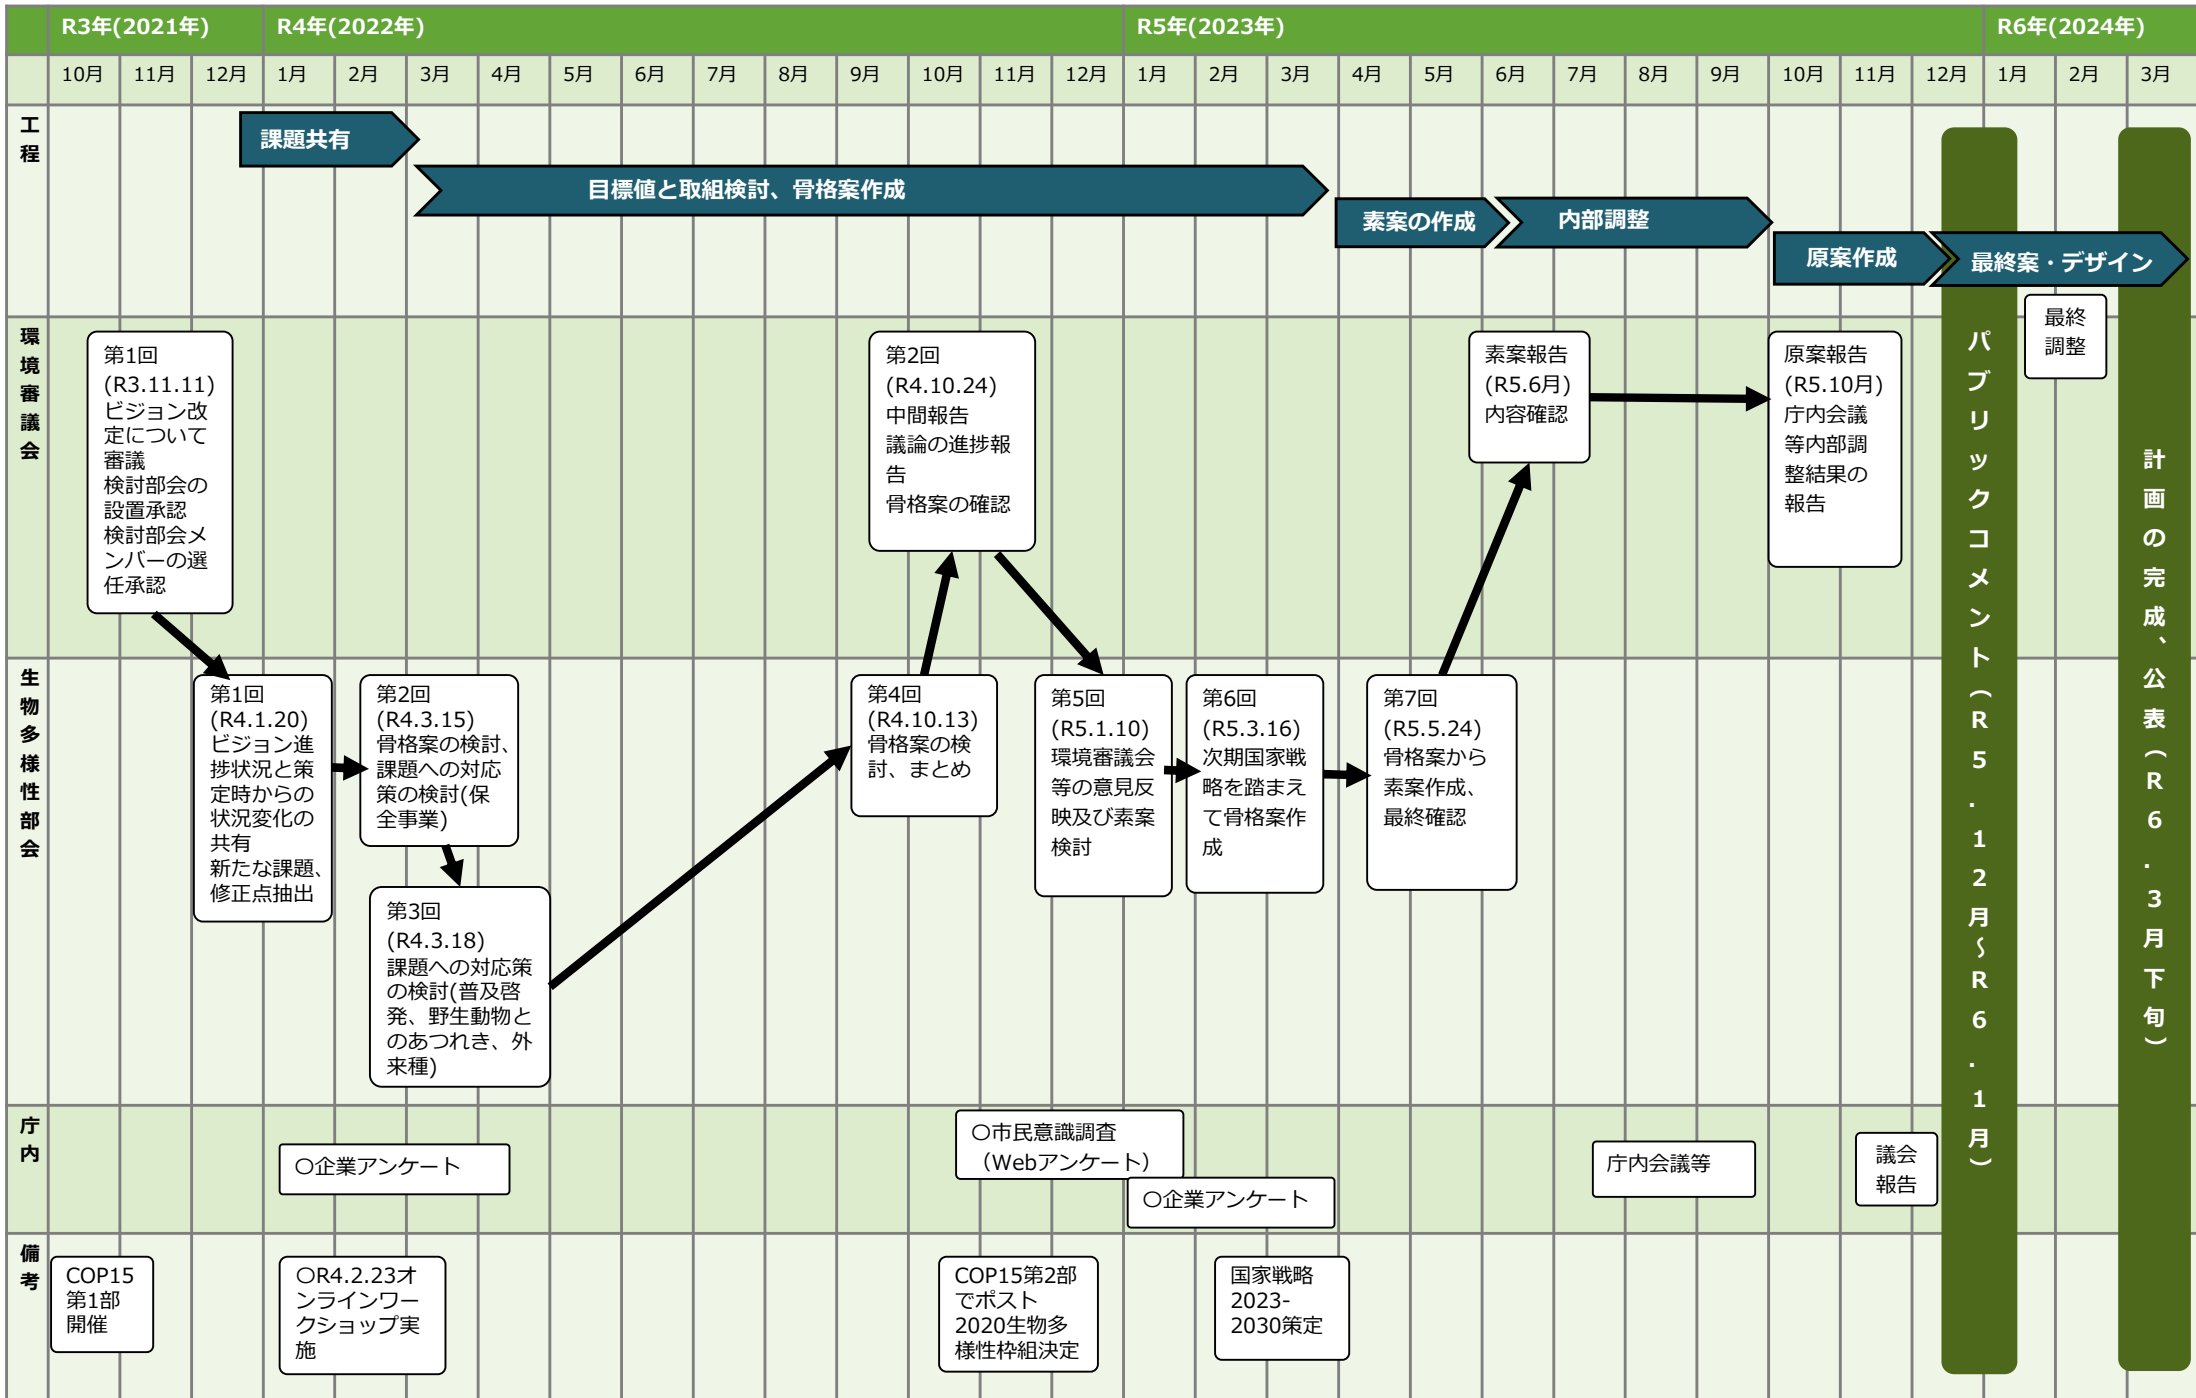 R3年(2021年)
R4年(2022年)
R5年(2023年)
R6年(2024年)
10月 11月 12月 1月 2月 3月 4月 5月 6月 7月 8月 9月 10月 11月 12月 1月 2月 3月 4月 5月 6月 7月 8月 9月 10月 11月 12月 1月 2月 3月
工程
課題共有
目標値と取組検討、骨格案作成
素案の作成
内部調整
原案作成
最終案・デザイン
環境審議会
第1回
(R3.11.11)
ビジョン改
定について
審議
検討部会の
設置承認
検討部会メ
ンバーの選
任承認
第2回
(R4.10.24)
中間報告
議論の進捗報
告
骨格案の確認
素案報告
(R5.6月)
内容確認
原案報告
(R5.10月)
庁内会議
等内部調
整結果の
報告
最終
調整
パブリックコメント(R5.12月~R6.1月)
計画の完成、公表(R6.3月下旬)
生物多様性部会
第1回
(R4.1.20)
ビジョン進
捗状況と策
定時からの
状況変化の
共有
新たな課題、
修正点抽出
第2回
(R4.3.15)
骨格案の検討、
課題への対応
策の検討(保
全事業)
第3回
(R4.3.18)
課題への対応策
の検討(普及啓
発、野生動物と
のあつれき、外
来種)
第4回
(R4.10.13)
骨格案の検
討、まとめ
第5回
(R5.1.10)
環境審議会
等の意見反
映及び素案
検討
第6回
(R5.3.16)
次期国家戦
略を踏まえ
て骨格案作
成
第7回
(R5.5.24)
骨格案から
素案作成、
最終確認
庁内
〇企業アンケート
〇市民意識調査
（Webアンケート）
〇企業アンケート
庁内会議等
議会
報告
備考
COP15
第1部
開催
〇R4.2.23オ
ンラインワー
クショップ実
施
COP15第2部
でポスト
2020生物多
様性枠組決定
国家戦略
2023-
2030策定